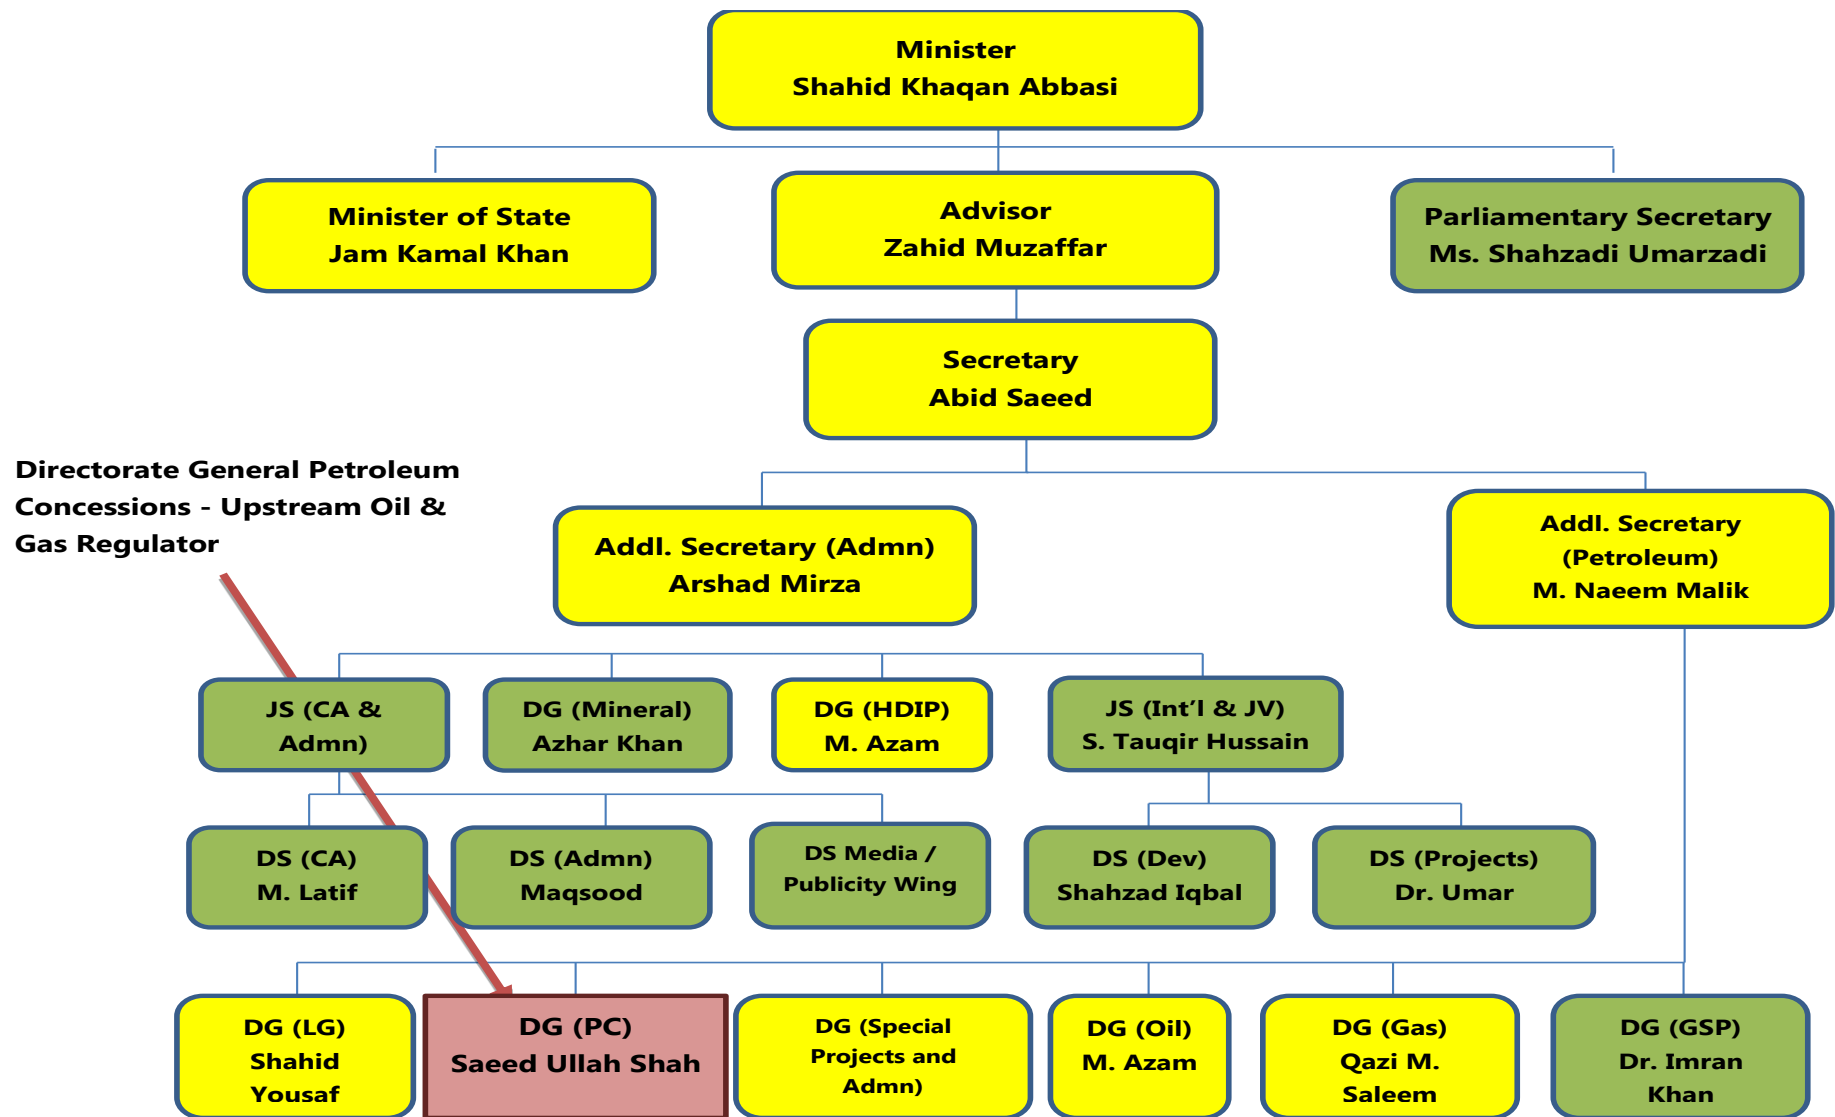 Minister
Shahid Khaqan Abbasi
Minister of State
Jam Kamal Khan
Advisor
Zahid Muzaffar
Parliamentary Secretary
Ms. Shahzadi Umarzadi
Secretary
Abid Saeed
Directorate General Petroleum
Concessions - Upstream Oil &
Gas Regulator
Addl. Secretary (Admn)
Arshad Mirza
Addl. Secretary
(Petroleum)
M. Naeem Malik
JS (CA &
Admn)
DG (Mineral)
Azhar Khan
DG (HDIP)
M. Azam
JS (Int’l & JV)
S. Tauqir Hussain
DS (CA)
M. Latif
DS (Admn)
Maqsood
DS Media /
Publicity Wing
DS (Dev)
Shahzad Iqbal
DS (Projects)
Dr. Umar
DG (LG)
Shahid
Yousaf
DG (PC)
Saeed Ullah Shah
DG (Special
Projects and
Admn)
DG (Oil)
M. Azam
DG (Gas)
Qazi M.
Saleem
DG (GSP)
Dr. Imran
Khan